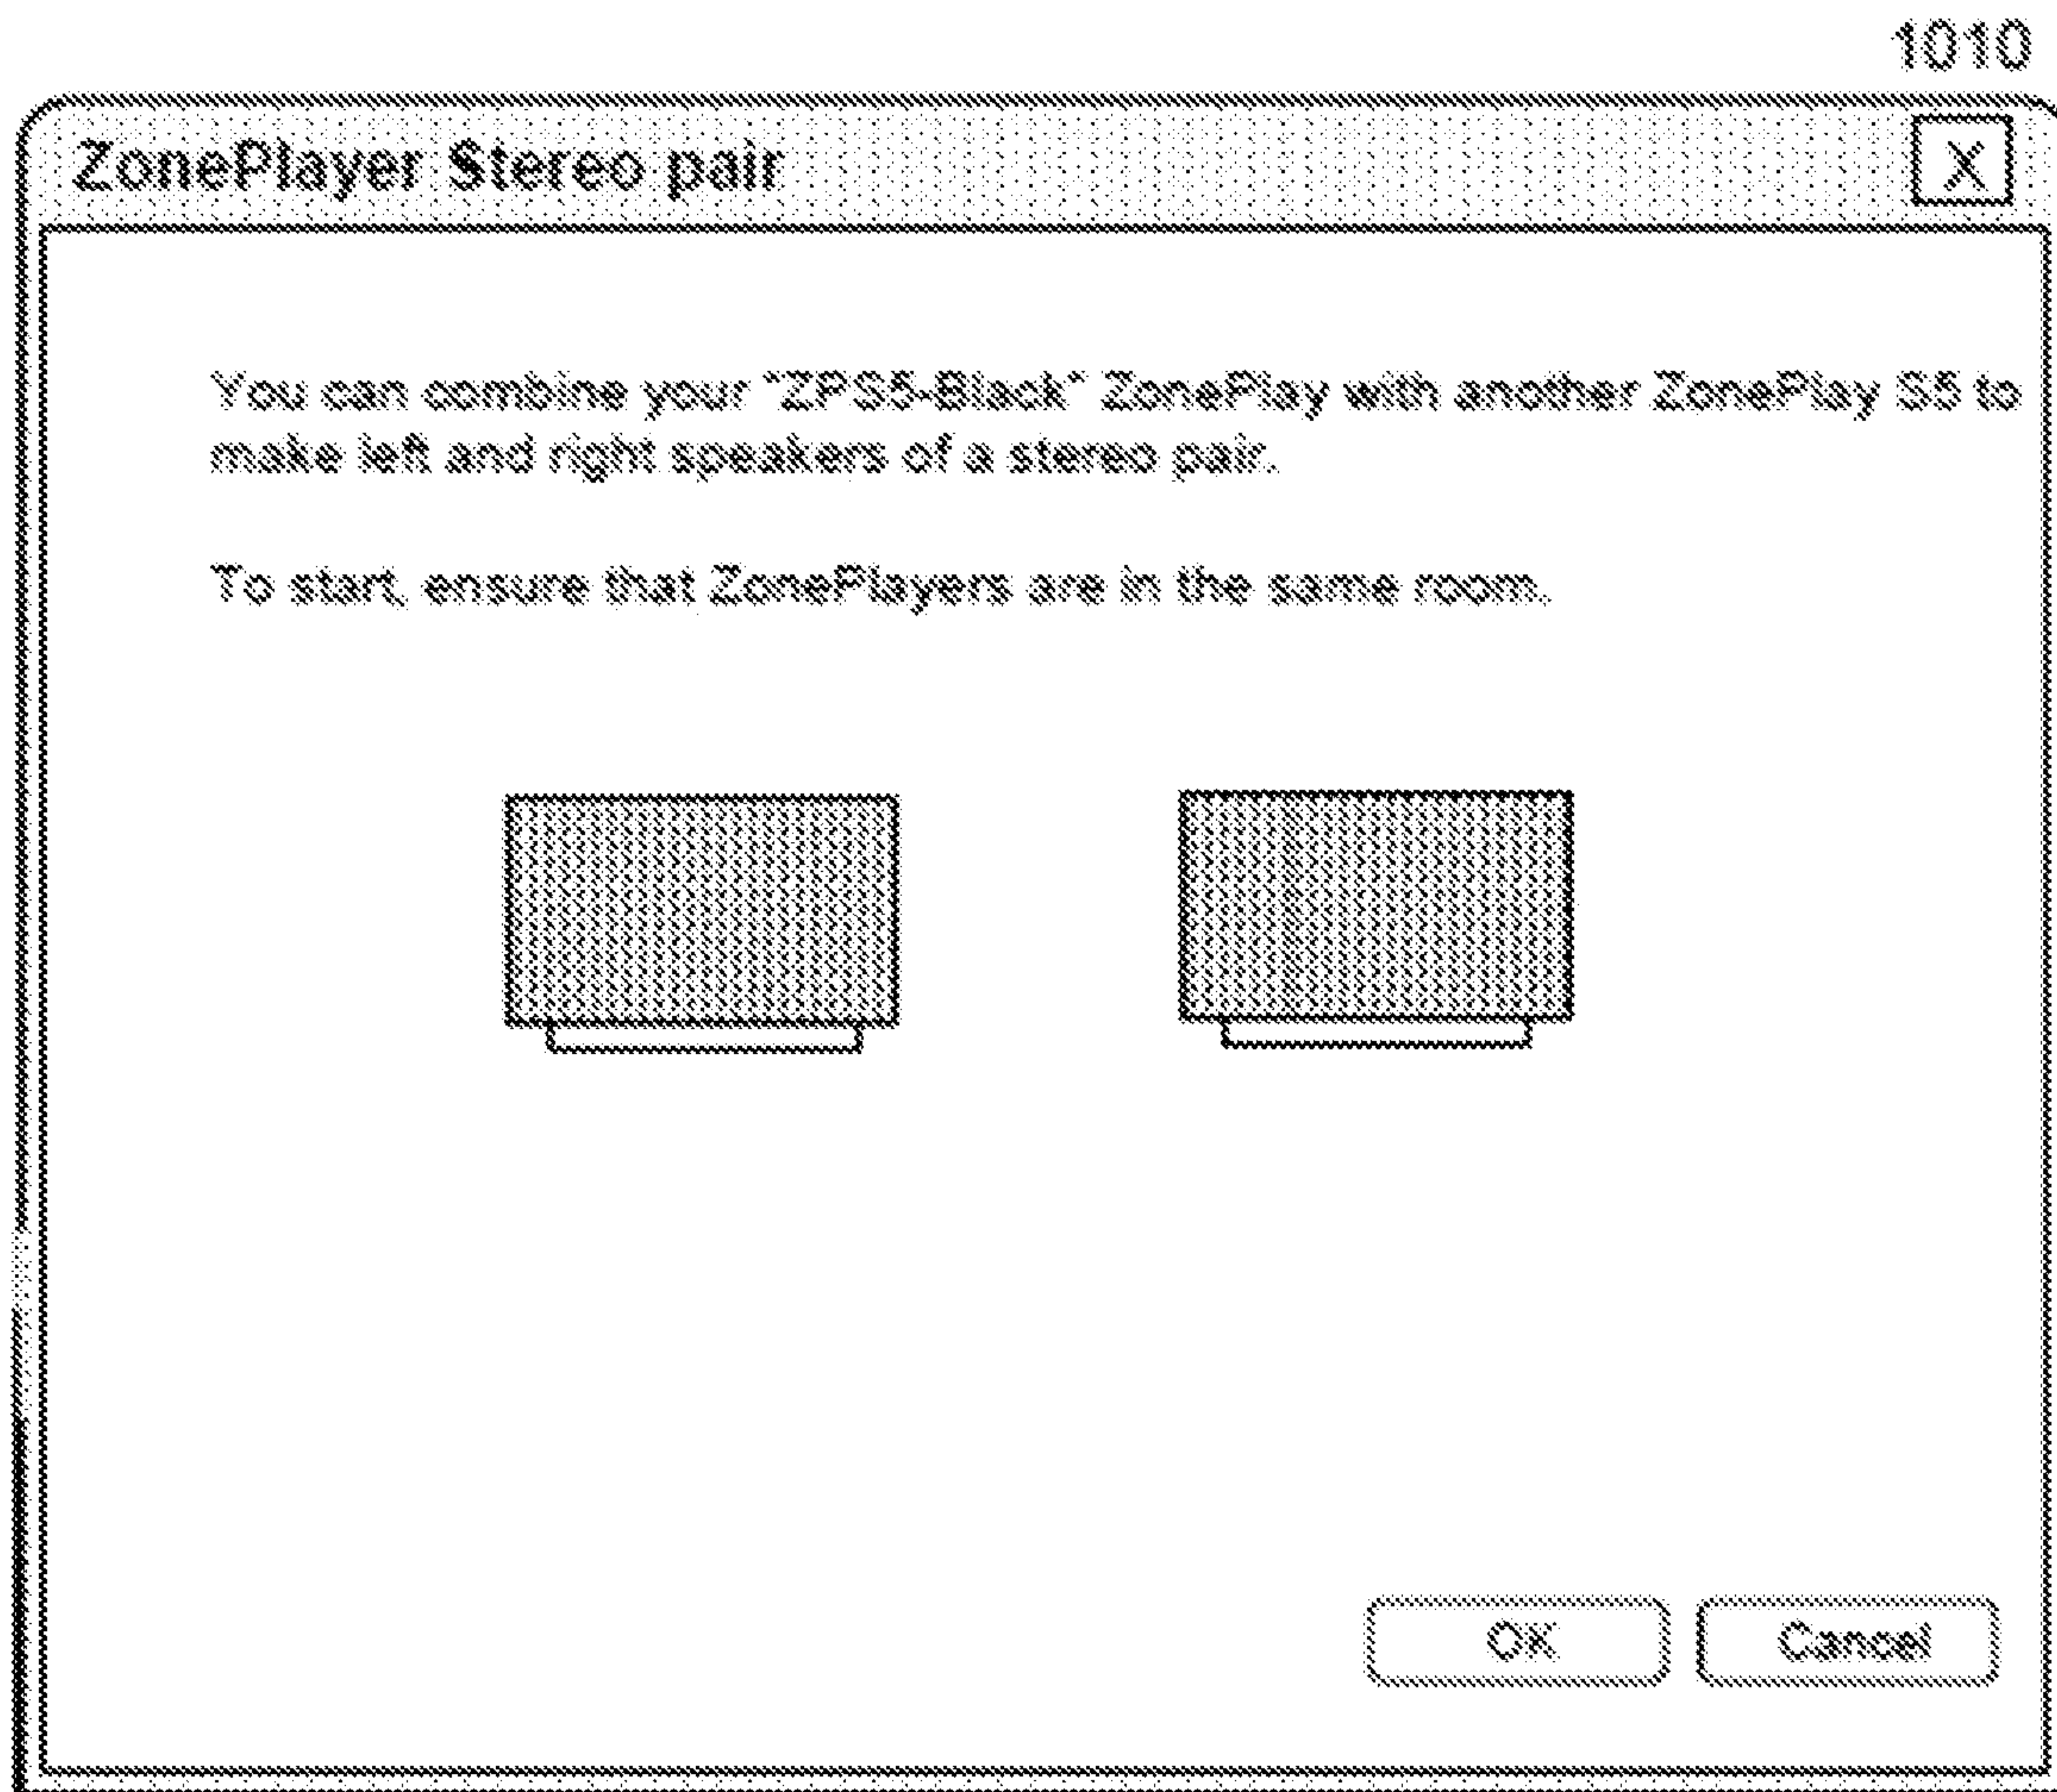 1010
ZonePlayer Stereo pair
X
You can combine your "ZPS5-Black" ZonePlay with another ZonePlay S5 to
make left and right speakers of a stereo pair.
To start, ensure that ZonePlayers are in the same room.
OK
Cancel